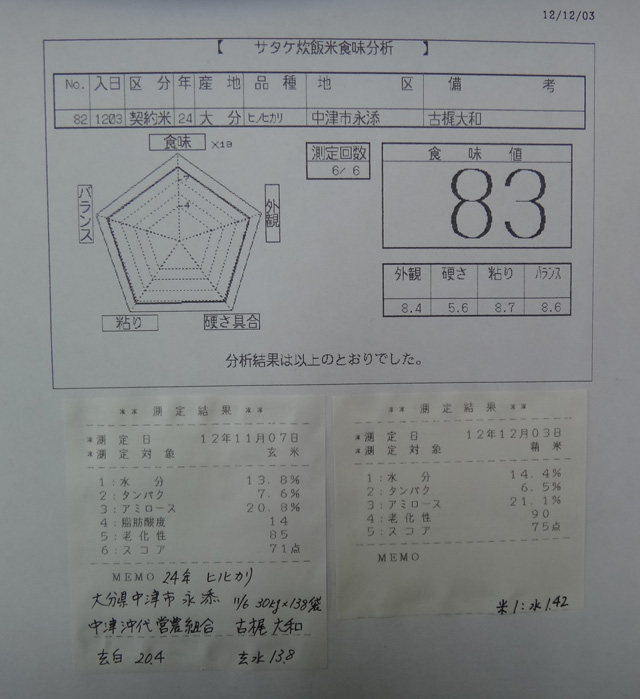 12/12/03
【 サタケ炊飯米食味分析 】
No. 入日 区分 年 産地 品種 地区 備考
82 1203 契約米 24 大分 ヒノヒカリ 中津市永添 古梶大和
食味 ×10
7
4
バランス
外観
粘り
硬さ具合
測定回数
6/ 6
食味値
83
外観 硬さ 粘り バランス
8.4 5.6 8.7 8.6
分析結果は以上のとおりでした。
** 測定結果 **
*測定日 12年11月07日
*測定対象 玄米
1:水分 13.8%
2:タンパク 7.6%
3:アミロース 20.8%
4:脂肪酸度 14
5:老化性 85
6:スコア 71点
MEMO 24年 ヒノヒカリ
大分県中津市永添 11/6 30kg×138袋
中津沖代営農組合 古梶大和
玄白 20.4 玄水 13.8
** 測定結果 **
*測定日 12年12月03日
*測定対象 精米
1:水分 14.4%
2:タンパク 6.5%
3:アミロース 21.1%
4:老化性 90
5:スコア 75点
MEMO
米1:水1.42